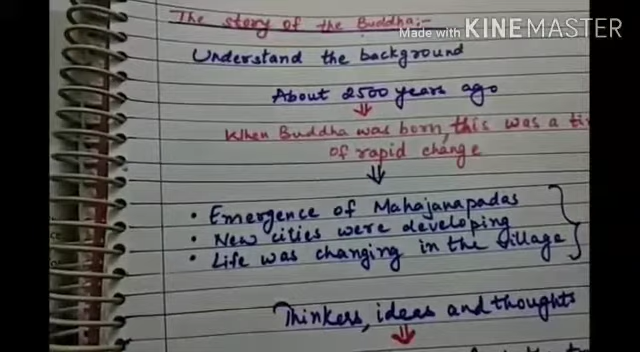 The story of the Buddha:-
Made with KINEMASTER
Understand the background
About 2500 years ago
When Buddha was born, this was a
of rapid change
• Emergence of Mahajanapadas
• New cities were developing
• Life was changing in the village
Thinkers, ideas and thoughts